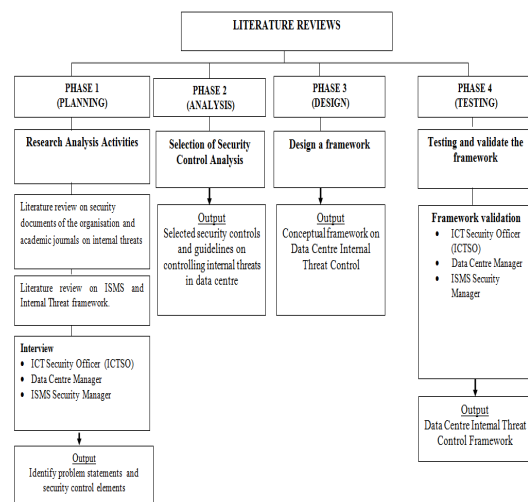 LITERATURE REVIEWS
PHASE 1
(PLANNING)
Research Analysis Activities
Literature review on security
documents of the organisation and
academic journals on internal threats
Literature review on ISMS and
Internal Threat framework.
Interview
• ICT Security Officer (ICTSO)
• Data Centre Manager
• ISMS Security Manager
Output
Identify problem statements and
security control elements
PHASE 2
(ANALYSIS)
Selection of Security
Control Analysis
Output
Selected security controls
and guidelines on
controlling internal threats
in data centre
PHASE 3
(DESIGN)
Design a framework
Output
Conceptual framework on
Data Centre Internal
Threat Control
PHASE 4
(TESTING)
Testing and validate the
framework
Framework validation
• ICT Security Officer
(ICTSO)
• Data Centre Manager
• ISMS Security
Manager
Output
Data Centre Internal Threat
Control Framework